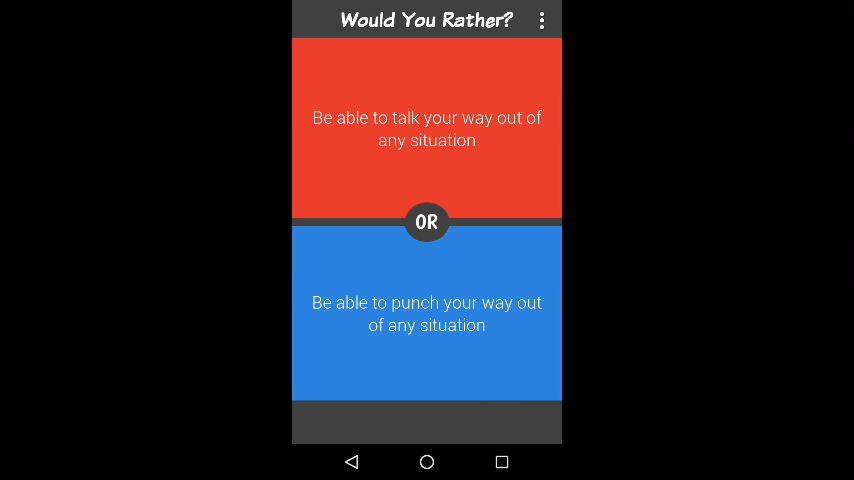 Would You Rather?
Be able to talk your way out of
any situation
OR
Be able to punch your way out
of any situation